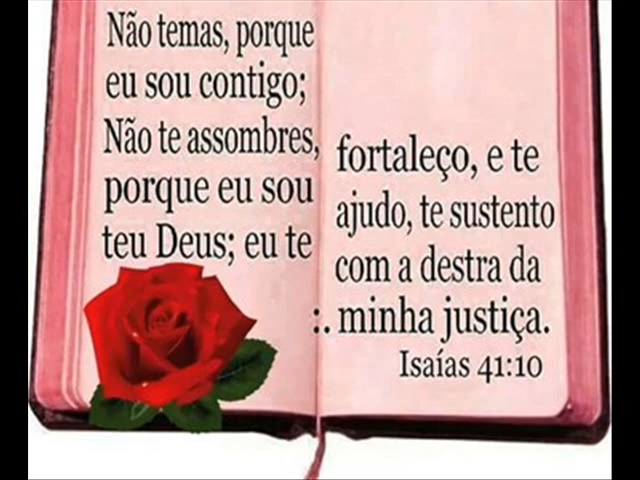 Não temas, porque
eu sou contigo;
Não te assombres,
porque eu sou
teu Deus; eu te
fortaleço, e te
ajudo, te sustento
com a destra da
:. minha justiça.
Isaías 41:10